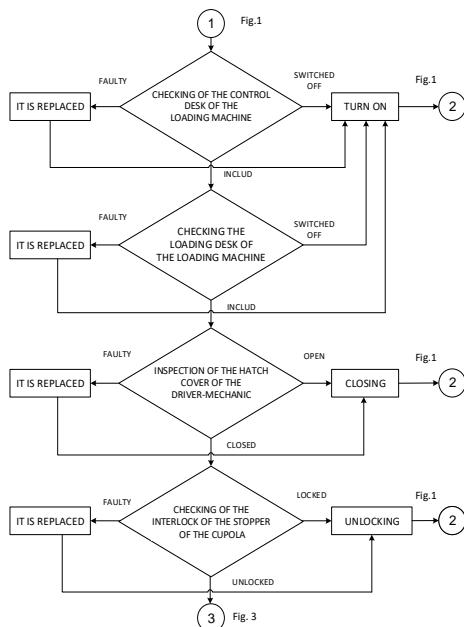 1 Fig.1
FAULTY
CHECKING OF THE CONTROL
DESK OF THE
LOADING MACHINE
SWITCHED
OFF
Fig.1
IT IS REPLACED
TURN ON
2
INCLUD
FAULTY
CHECKING THE
LOADING DESK OF
THE LOADING MACHINE
SWITCHED
OFF
IT IS REPLACED
INCLUD
FAULTY
INSPECTION OF THE HATCH
COVER OF THE
DRIVER-MECHANIC
OPEN
Fig.1
IT IS REPLACED
CLOSING
2
CLOSED
FAULTY
CHECKING OF THE
INTERLOCK OF THE STOPPER
OF THE CUPOLA
LOCKED
Fig.1
IT IS REPLACED
UNLOCKING
2
UNLOCKED
3 Fig. 3